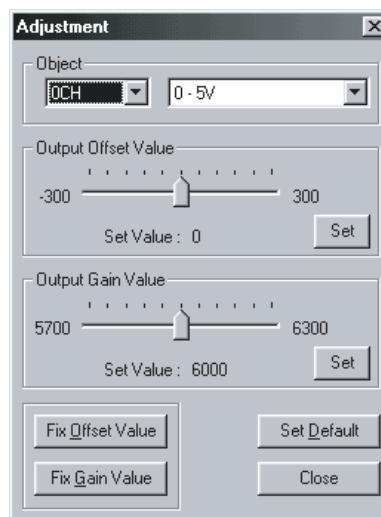 Adjustment
Object
0CH 0 - 5V
Output Offset Value
-300 300
Set Value : 0 Set
Output Gain Value
5700 6300
Set Value : 6000 Set
Fix Offset Value Set Default
Fix Gain Value Close